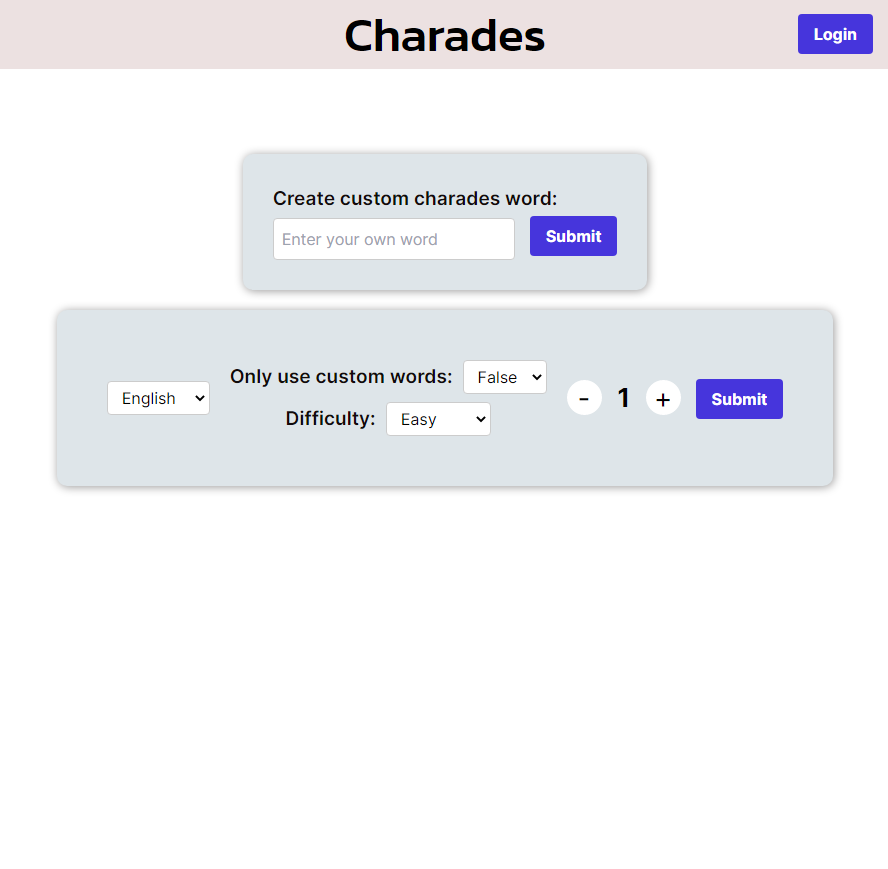 Charades
Login
Create custom charades word:
Enter your own word
Submit
English
Only use custom words: False
Difficulty: Easy
- 1 +
Submit